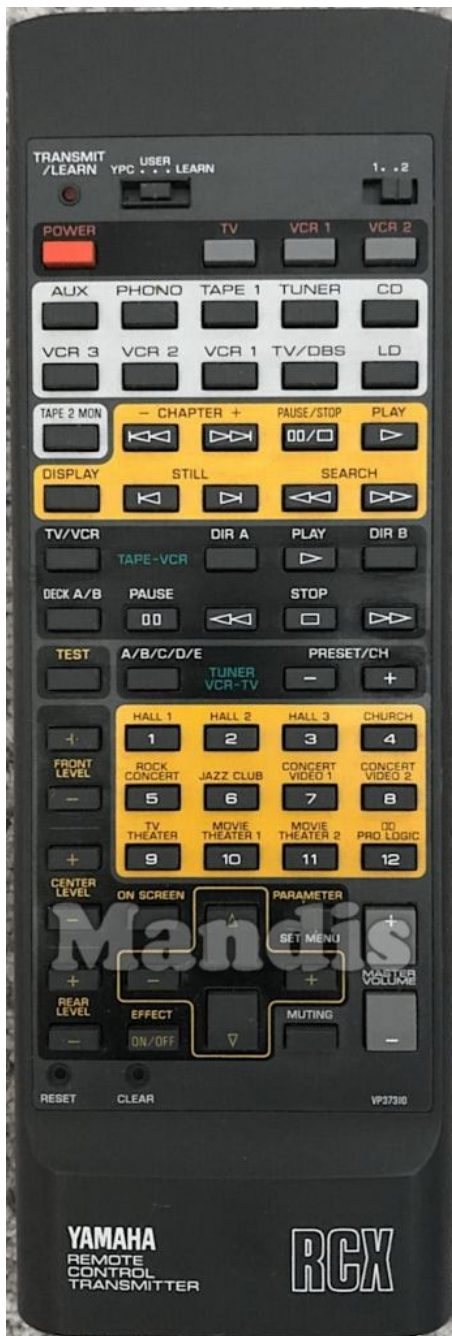 TRANSMIT
/LEARN
USER
YPC . . . LEARN
1. .2
POWER TV VCR 1 VCR 2
AUX PHONO TAPE 1 TUNER CD
VCR 3 VCR 2 VCR 1 TV/DBS LD
TAPE 2 MON - CHAPTER + PAUSE/STOP PLAY
DISPLAY STILL SEARCH
TV/VCR DIR A PLAY DIR B
TAPE-VCR
DECK A/B PAUSE STOP
TEST A/B/C/D/E PRESET/CH
TUNER
VCR-TV
- +
HALL 1 HALL 2 HALL 3 CHURCH
1 2 3 4
FRONT
LEVEL
-
ROCK
CONCERT JAZZ CLUB CONCERT
VIDEO 1 CONCERT
VIDEO 2
5 6 7 8
TV
THEATER MOVIE
THEATER 1 MOVIE
THEATER 2 PRO LOGIC
9 10 11 12
+
CENTER
LEVEL
-
ON SCREEN PARAMETER
SET MENU
+
Mandis
MASTER
VOLUME
-
+
REAR
LEVEL
-
- +
EFFECT
ON/OFF
MUTING
RESET CLEAR VP37310
YAMAHA
REMOTE
CONTROL
TRANSMITTER
RCX